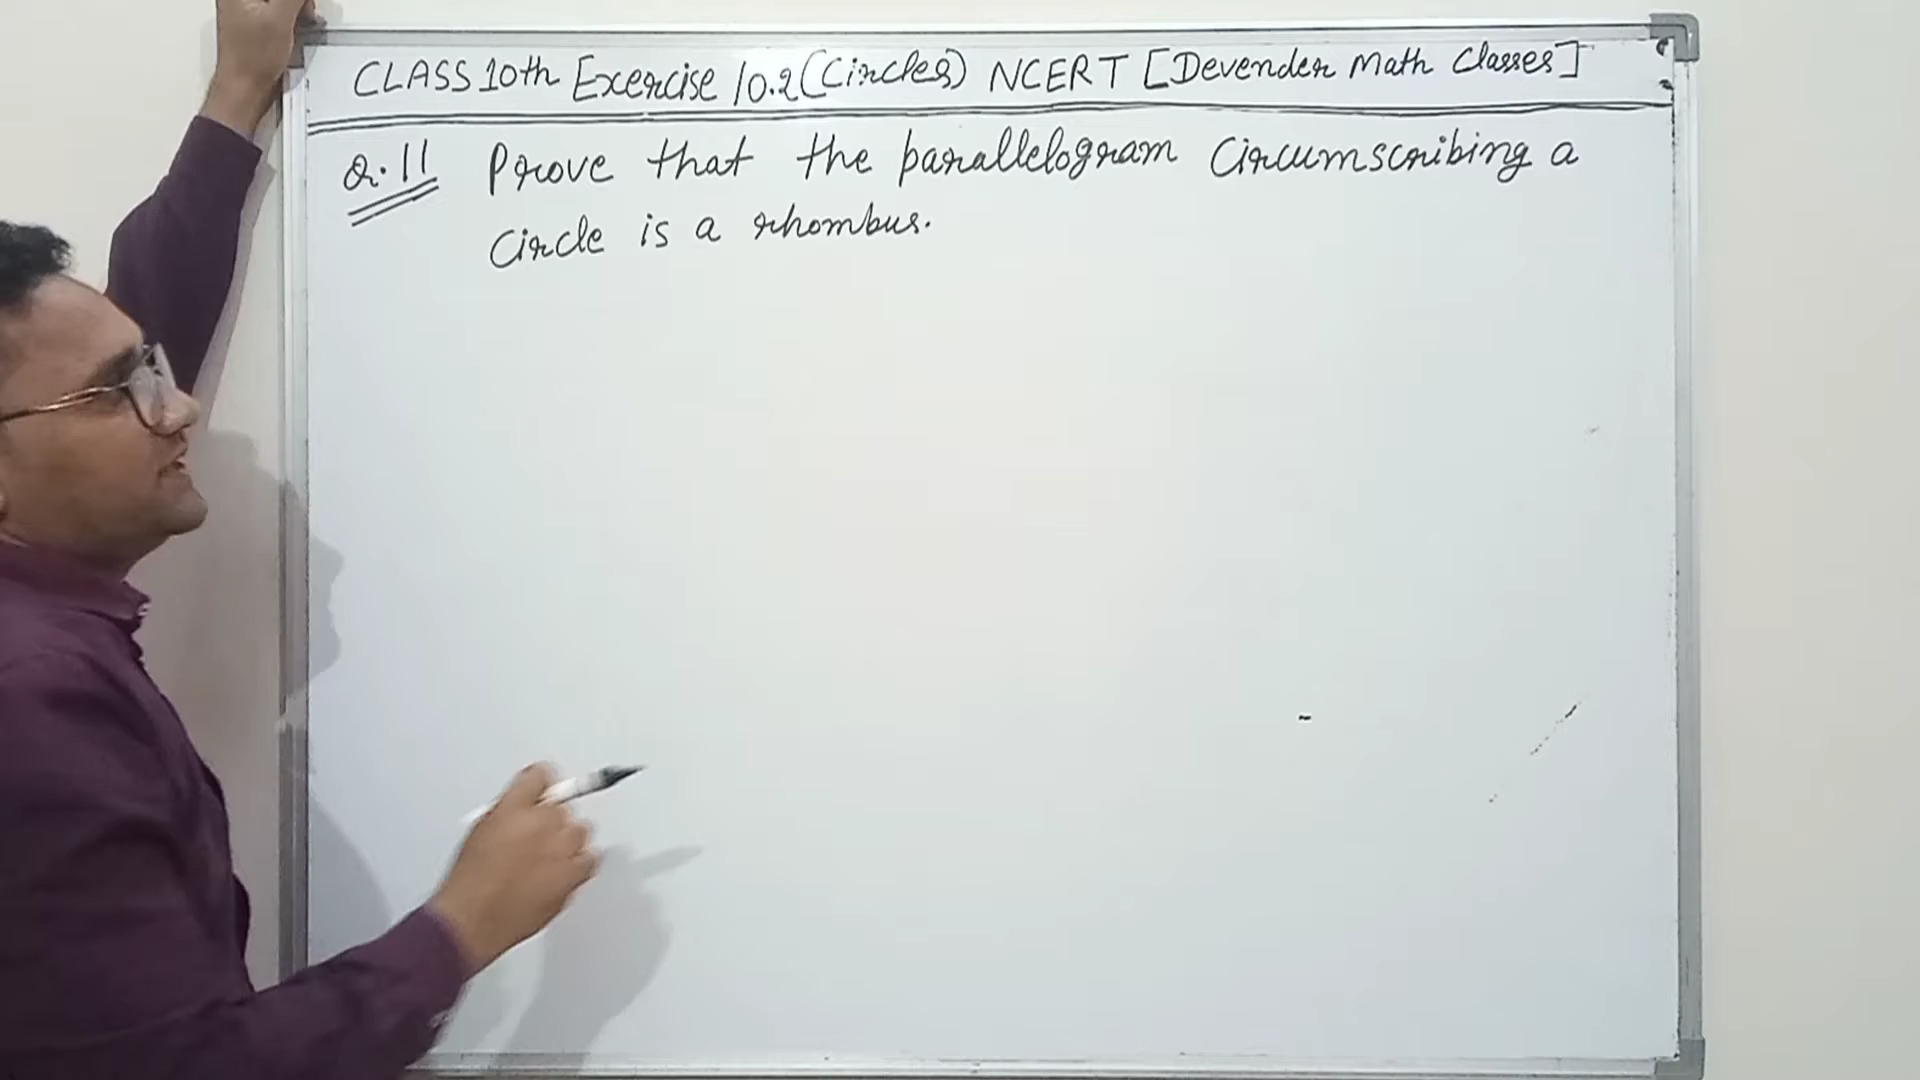 CLASS 10th Exercise 10.2 (Circles) NCERT [Devender Math Classes]
Q.11 Prove that the parallelogram Circumscribing a
Circle is a rhombus.